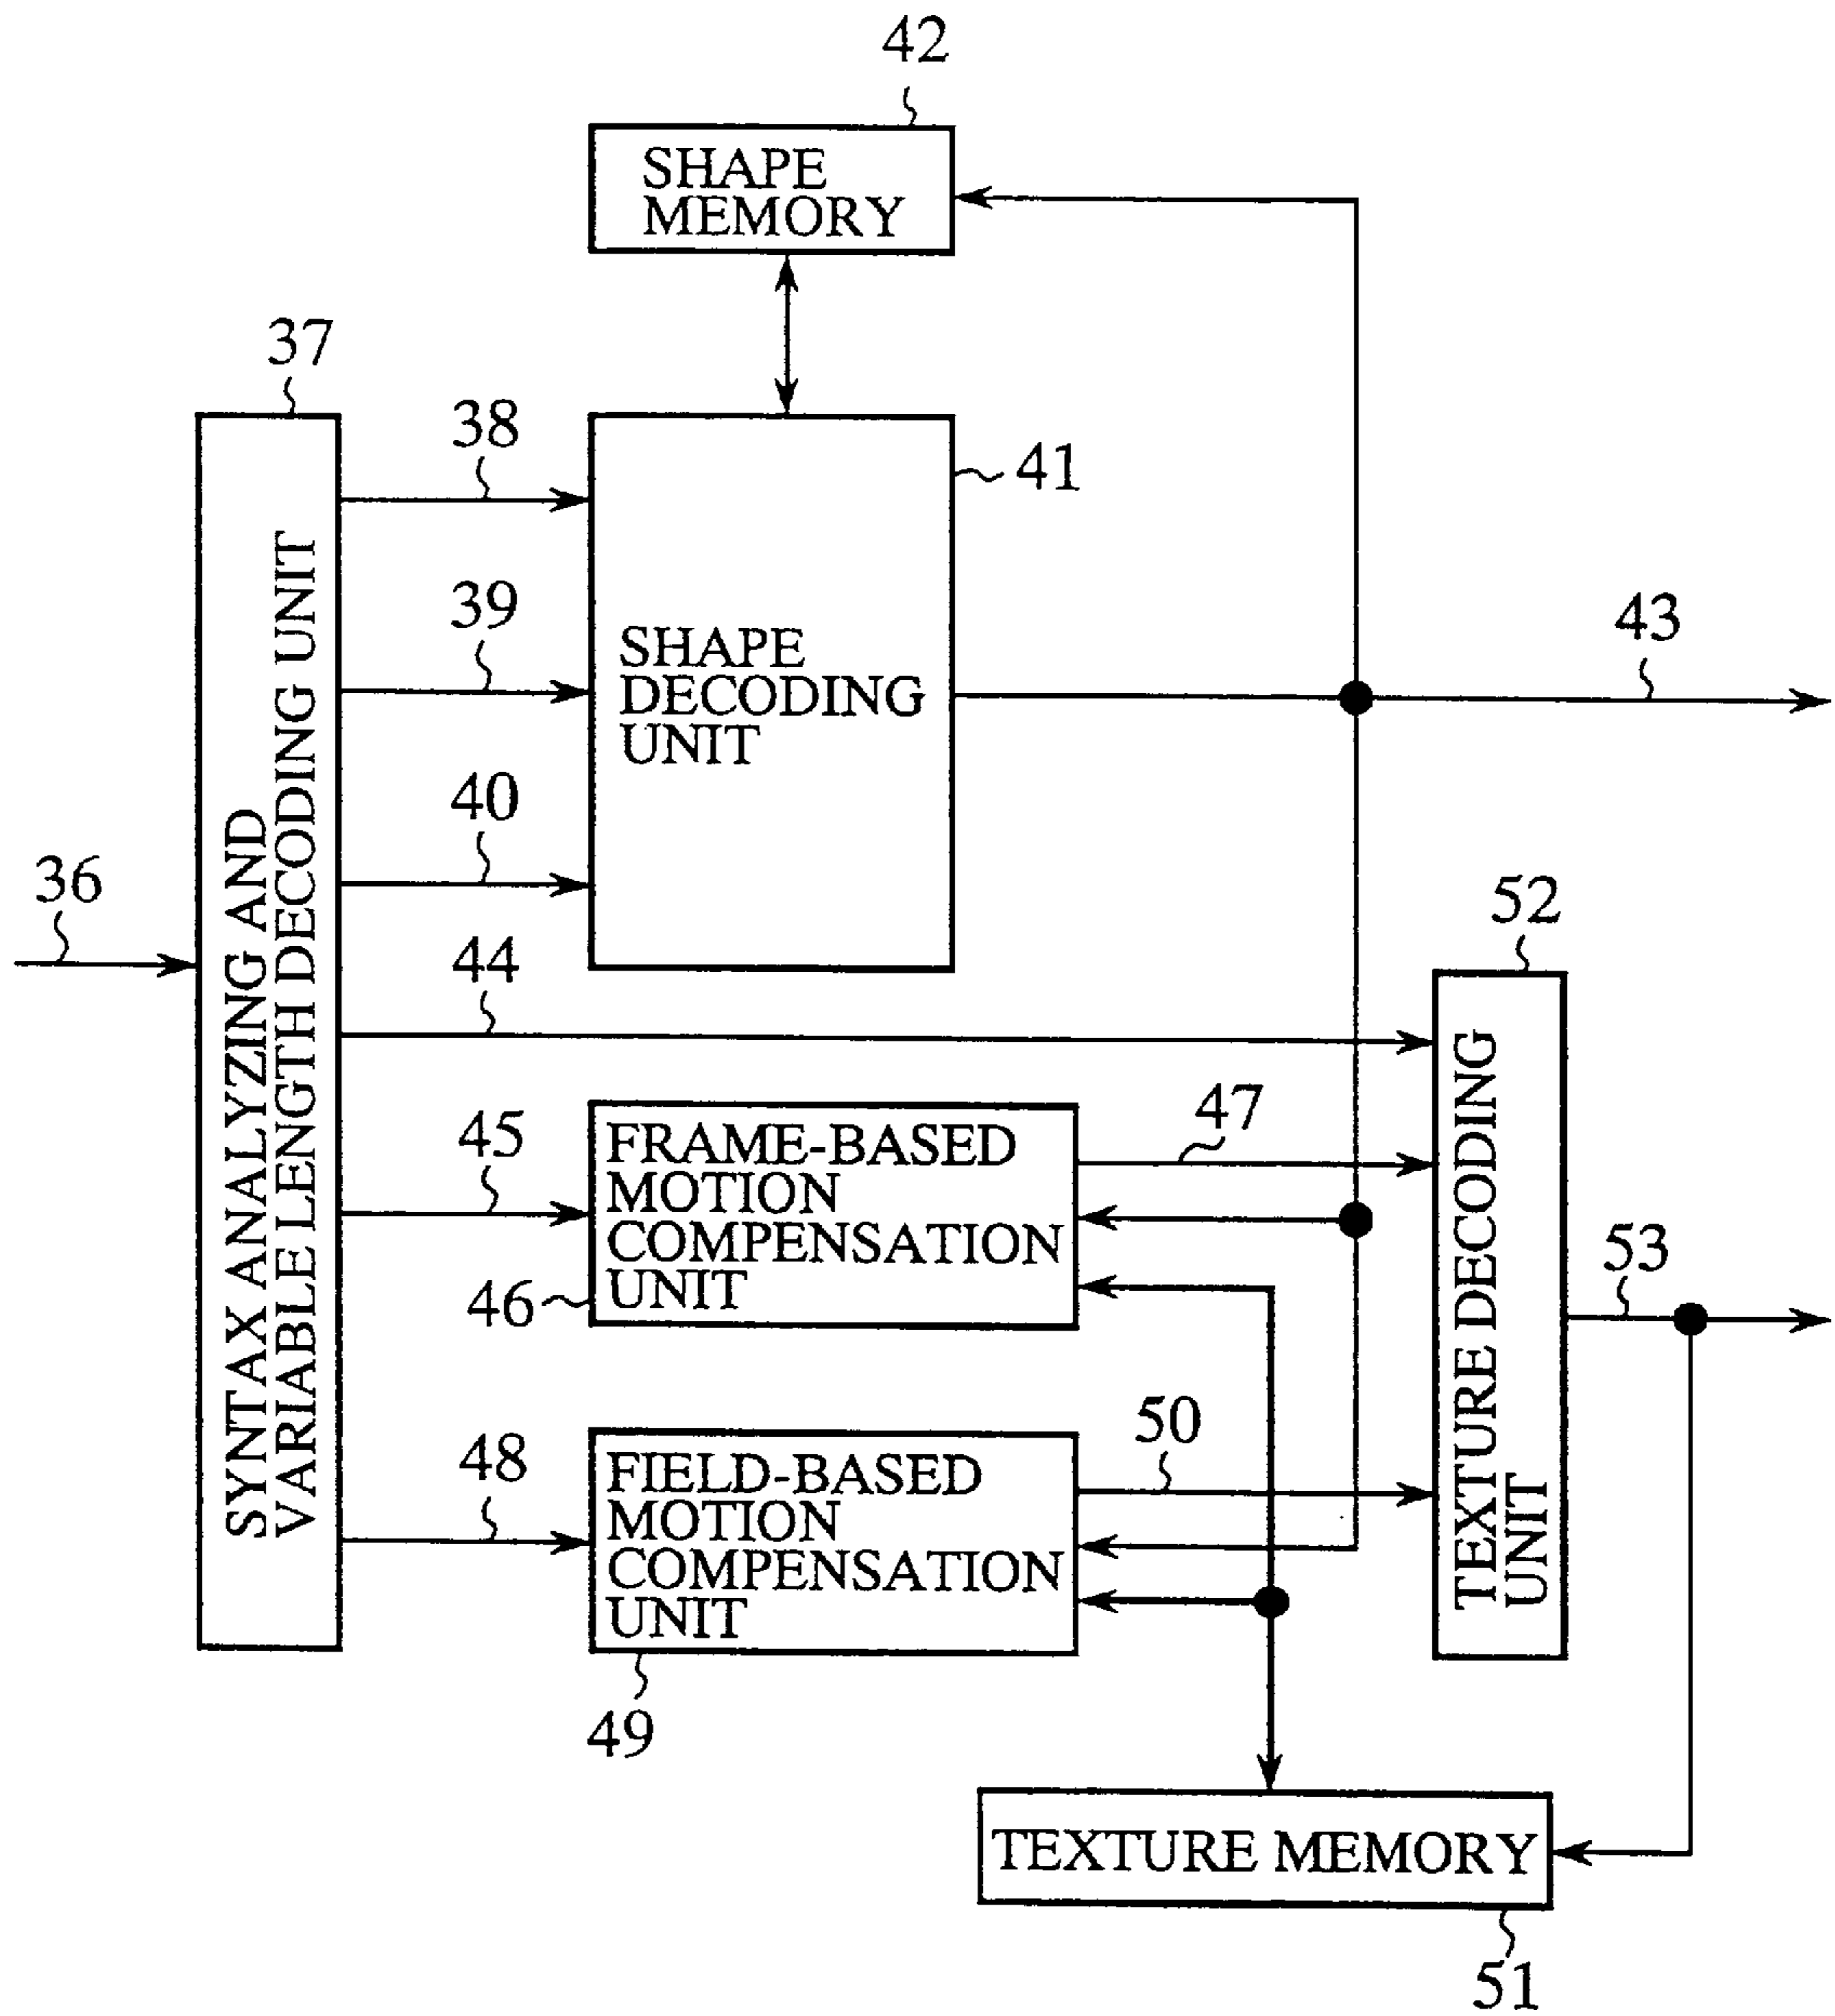 42
SHAPE
MEMORY
37
38
41
SHAPE
DECODING
UNIT
39
43
40
36
SYNTAX ANALYZING AND
VARIABLE LENGTH DECODING UNIT
44
52
45
FRAME-BASED
MOTION
COMPENSATION
UNIT
47
46
TEXTURE DECODING
UNIT
53
48
FIELD-BASED
MOTION
COMPENSATION
UNIT
50
49
TEXTURE MEMORY
51